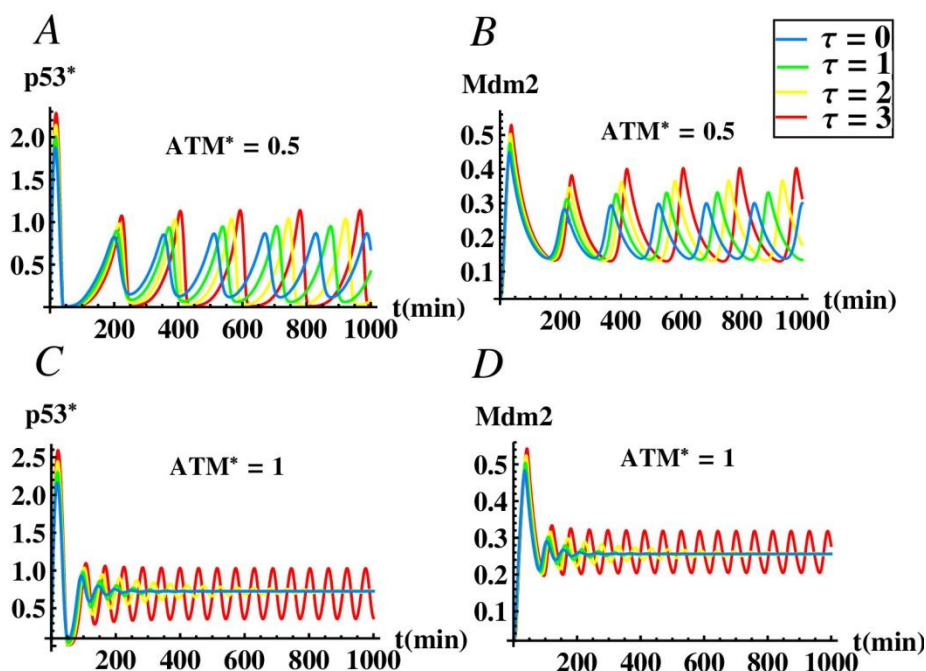 A
p53*
2.0
1.5
1.0
0.5
ATM* = 0.5
200 400 600 800 1000
t(min)
B
Mdm2
0.5
0.4
0.3
0.2
0.1
ATM* = 0.5
200 400 600 800 1000
t(min)
τ = 0
τ = 1
τ = 2
τ = 3
C
p53*
2.5
2.0
1.5
1.0
0.5
ATM* = 1
200 400 600 800 1000
t(min)
D
Mdm2
0.5
0.4
0.3
0.2
0.1
ATM* = 1
200 400 600 800 1000
t(min)